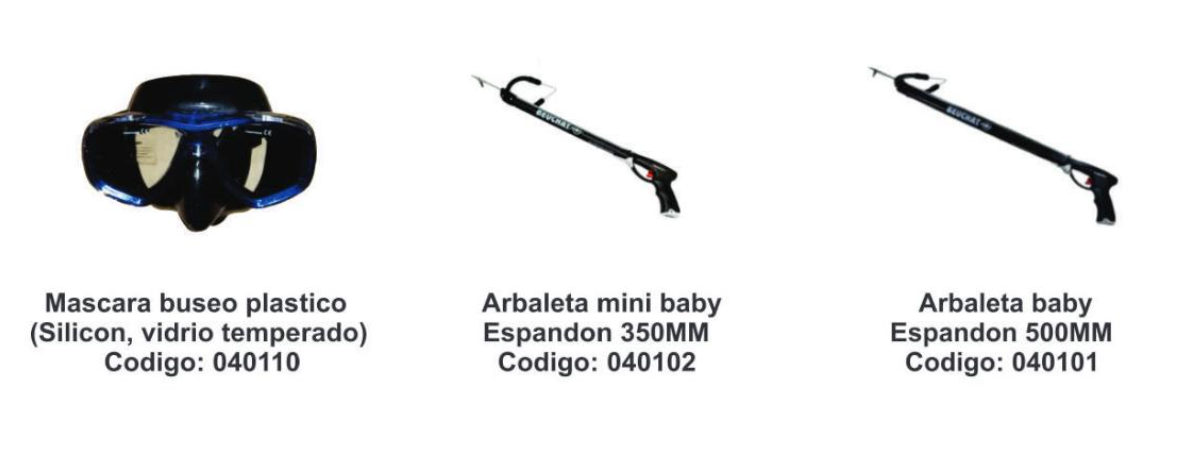 Mascara buseo plastico
(Silicon, vidrio temperado)
Codigo: 040110
BEUCHAT
Arbaleta mini baby
Espandon 350MM
Codigo: 040102
BEUCHAT
Arbaleta baby
Espandon 500MM
Codigo: 040101